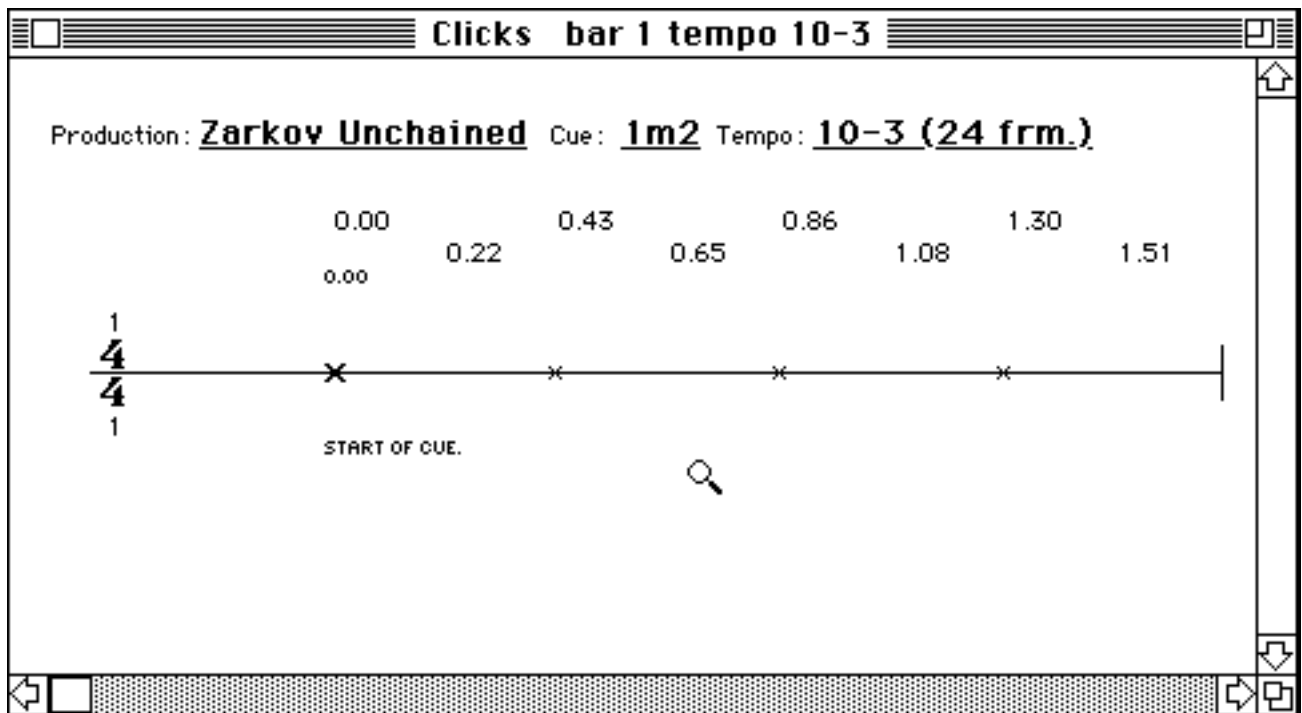 Clicks bar 1 tempo 10-3
Production: Zarkov Unchained Cue: 1m2 Tempo: 10-3 (24 frm.)
0.00 0.43 0.86 1.30
0.22 0.65 1.08 1.51
0.00
1
4
4
1
START OF CUE.